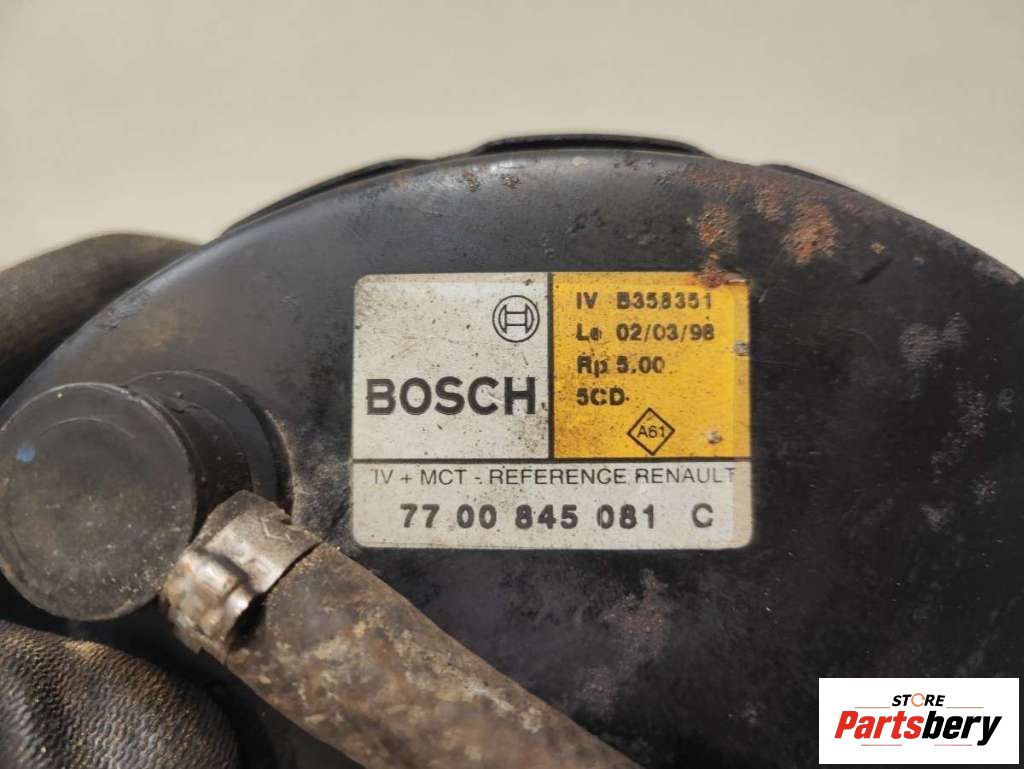 BOSCH
IV B358351
Le 02/03/98
Rp 5.00
5CD
A61
IV + MCT - REFERENCE RENAULT
77 00 845 081 C
STORE
Partsbery